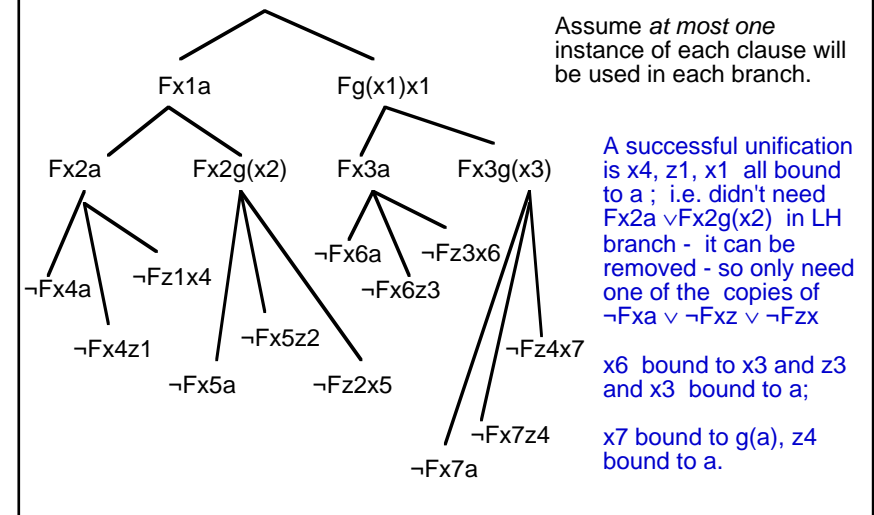 Assume at most one
instance of each clause will
be used in each branch.
Fx1a
Fg(x1)x1
Fx2a
Fx2g(x2)
Fx3a
Fx3g(x3)
¬Fx4a
¬Fz1x4
¬Fx4z1
¬Fx5a
¬Fx5z2
¬Fz2x5
¬Fx6a
¬Fz3x6
¬Fx6z3
¬Fz4x7
¬Fx7z4
¬Fx7a
A successful unification
is x4, z1, x1 all bound
to a ; i.e. didn't need
Fx2a ∨Fx2g(x2) in LH
branch - it can be
removed - so only need
one of the copies of
¬Fxa ∨ ¬Fxz ∨ ¬Fzx
x6 bound to x3 and z3
and x3 bound to a;
x7 bound to g(a), z4
bound to a.